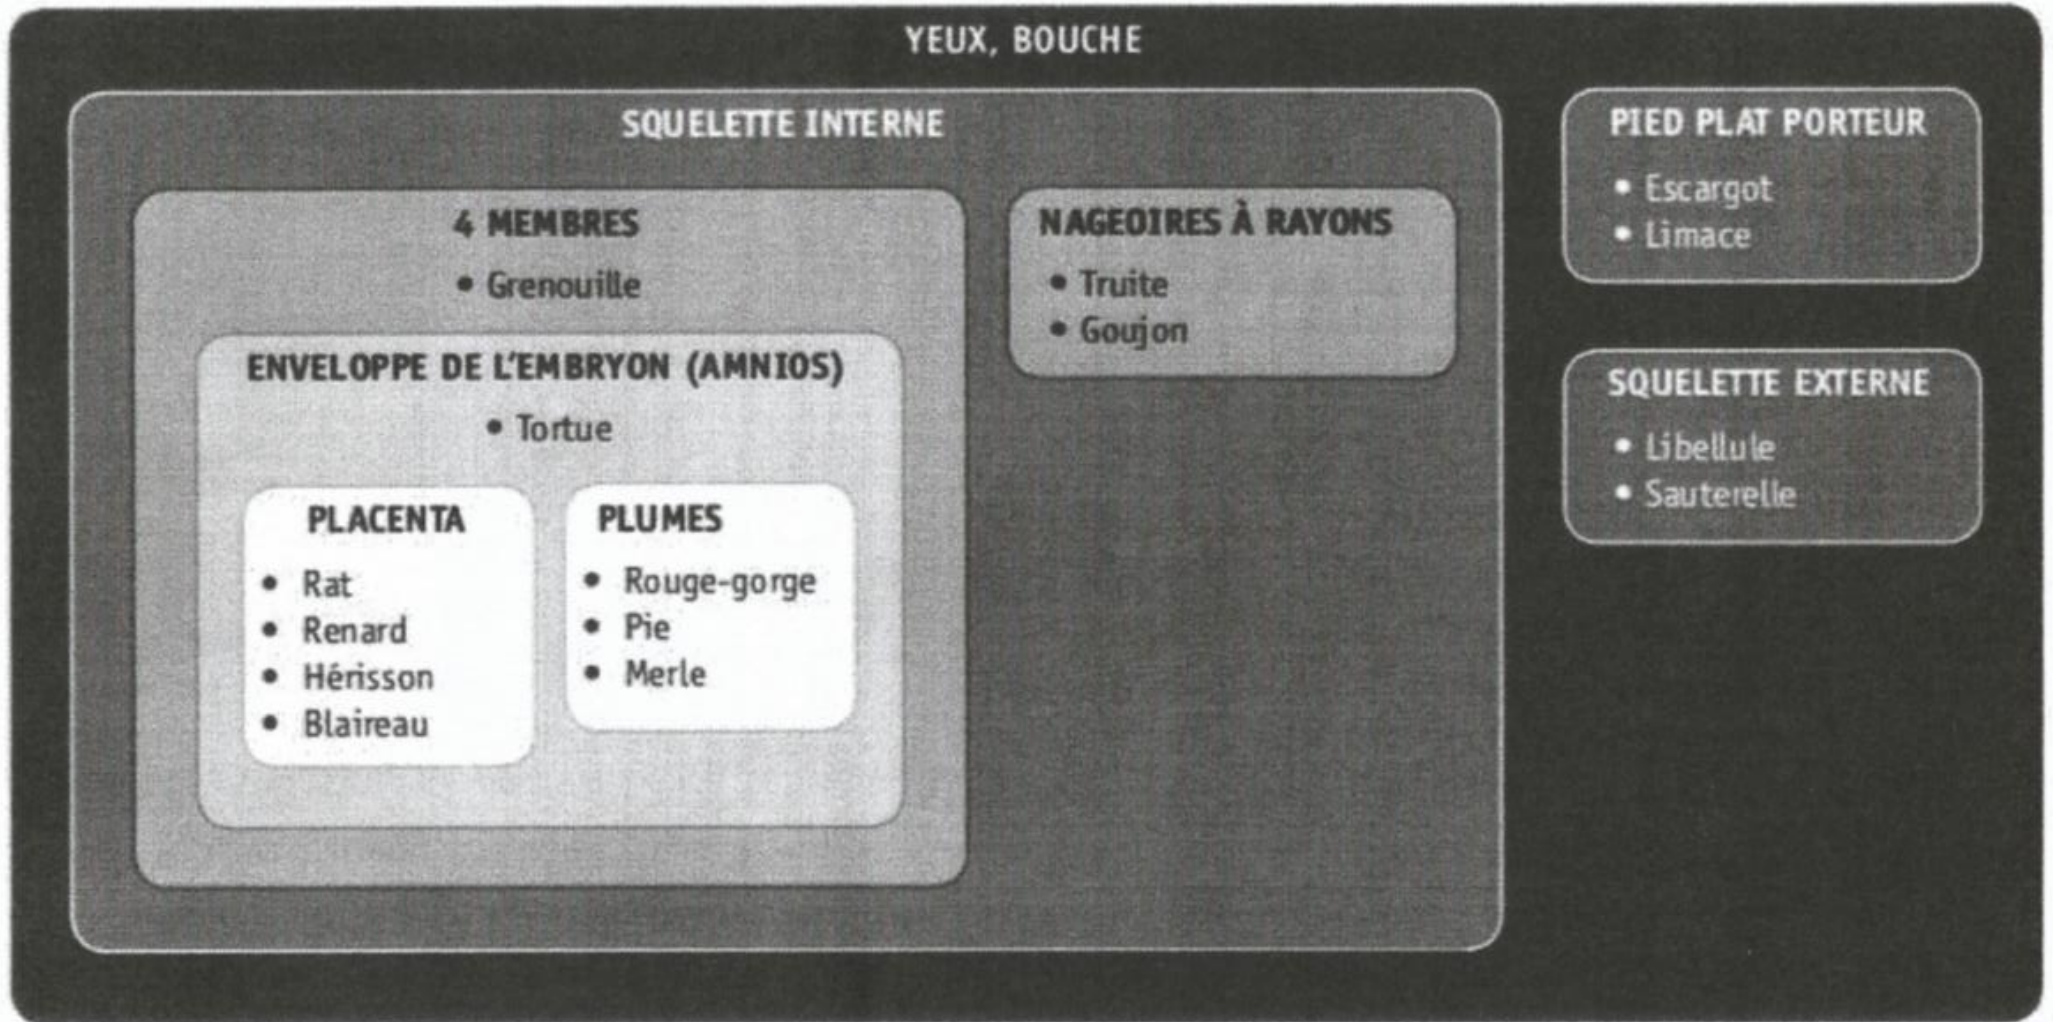 YEUX, BOUCHE
SQUELETTE INTERNE
4 MEMBRES
• Grenouille
ENVELOPPE DE L'EMBRYON (AMNIOS)
• Tortue
PLACENTA
• Rat
• Renard
• Hérisson
• Blaireau
PLUMES
• Rouge-gorge
• Pie
• Merle
NAGEOIRES À RAYONS
• Truite
• Goujon
PIED PLAT PORTEUR
• Escargot
• Limace
SQUELETTE EXTERNE
• Libellule
• Sauterelle